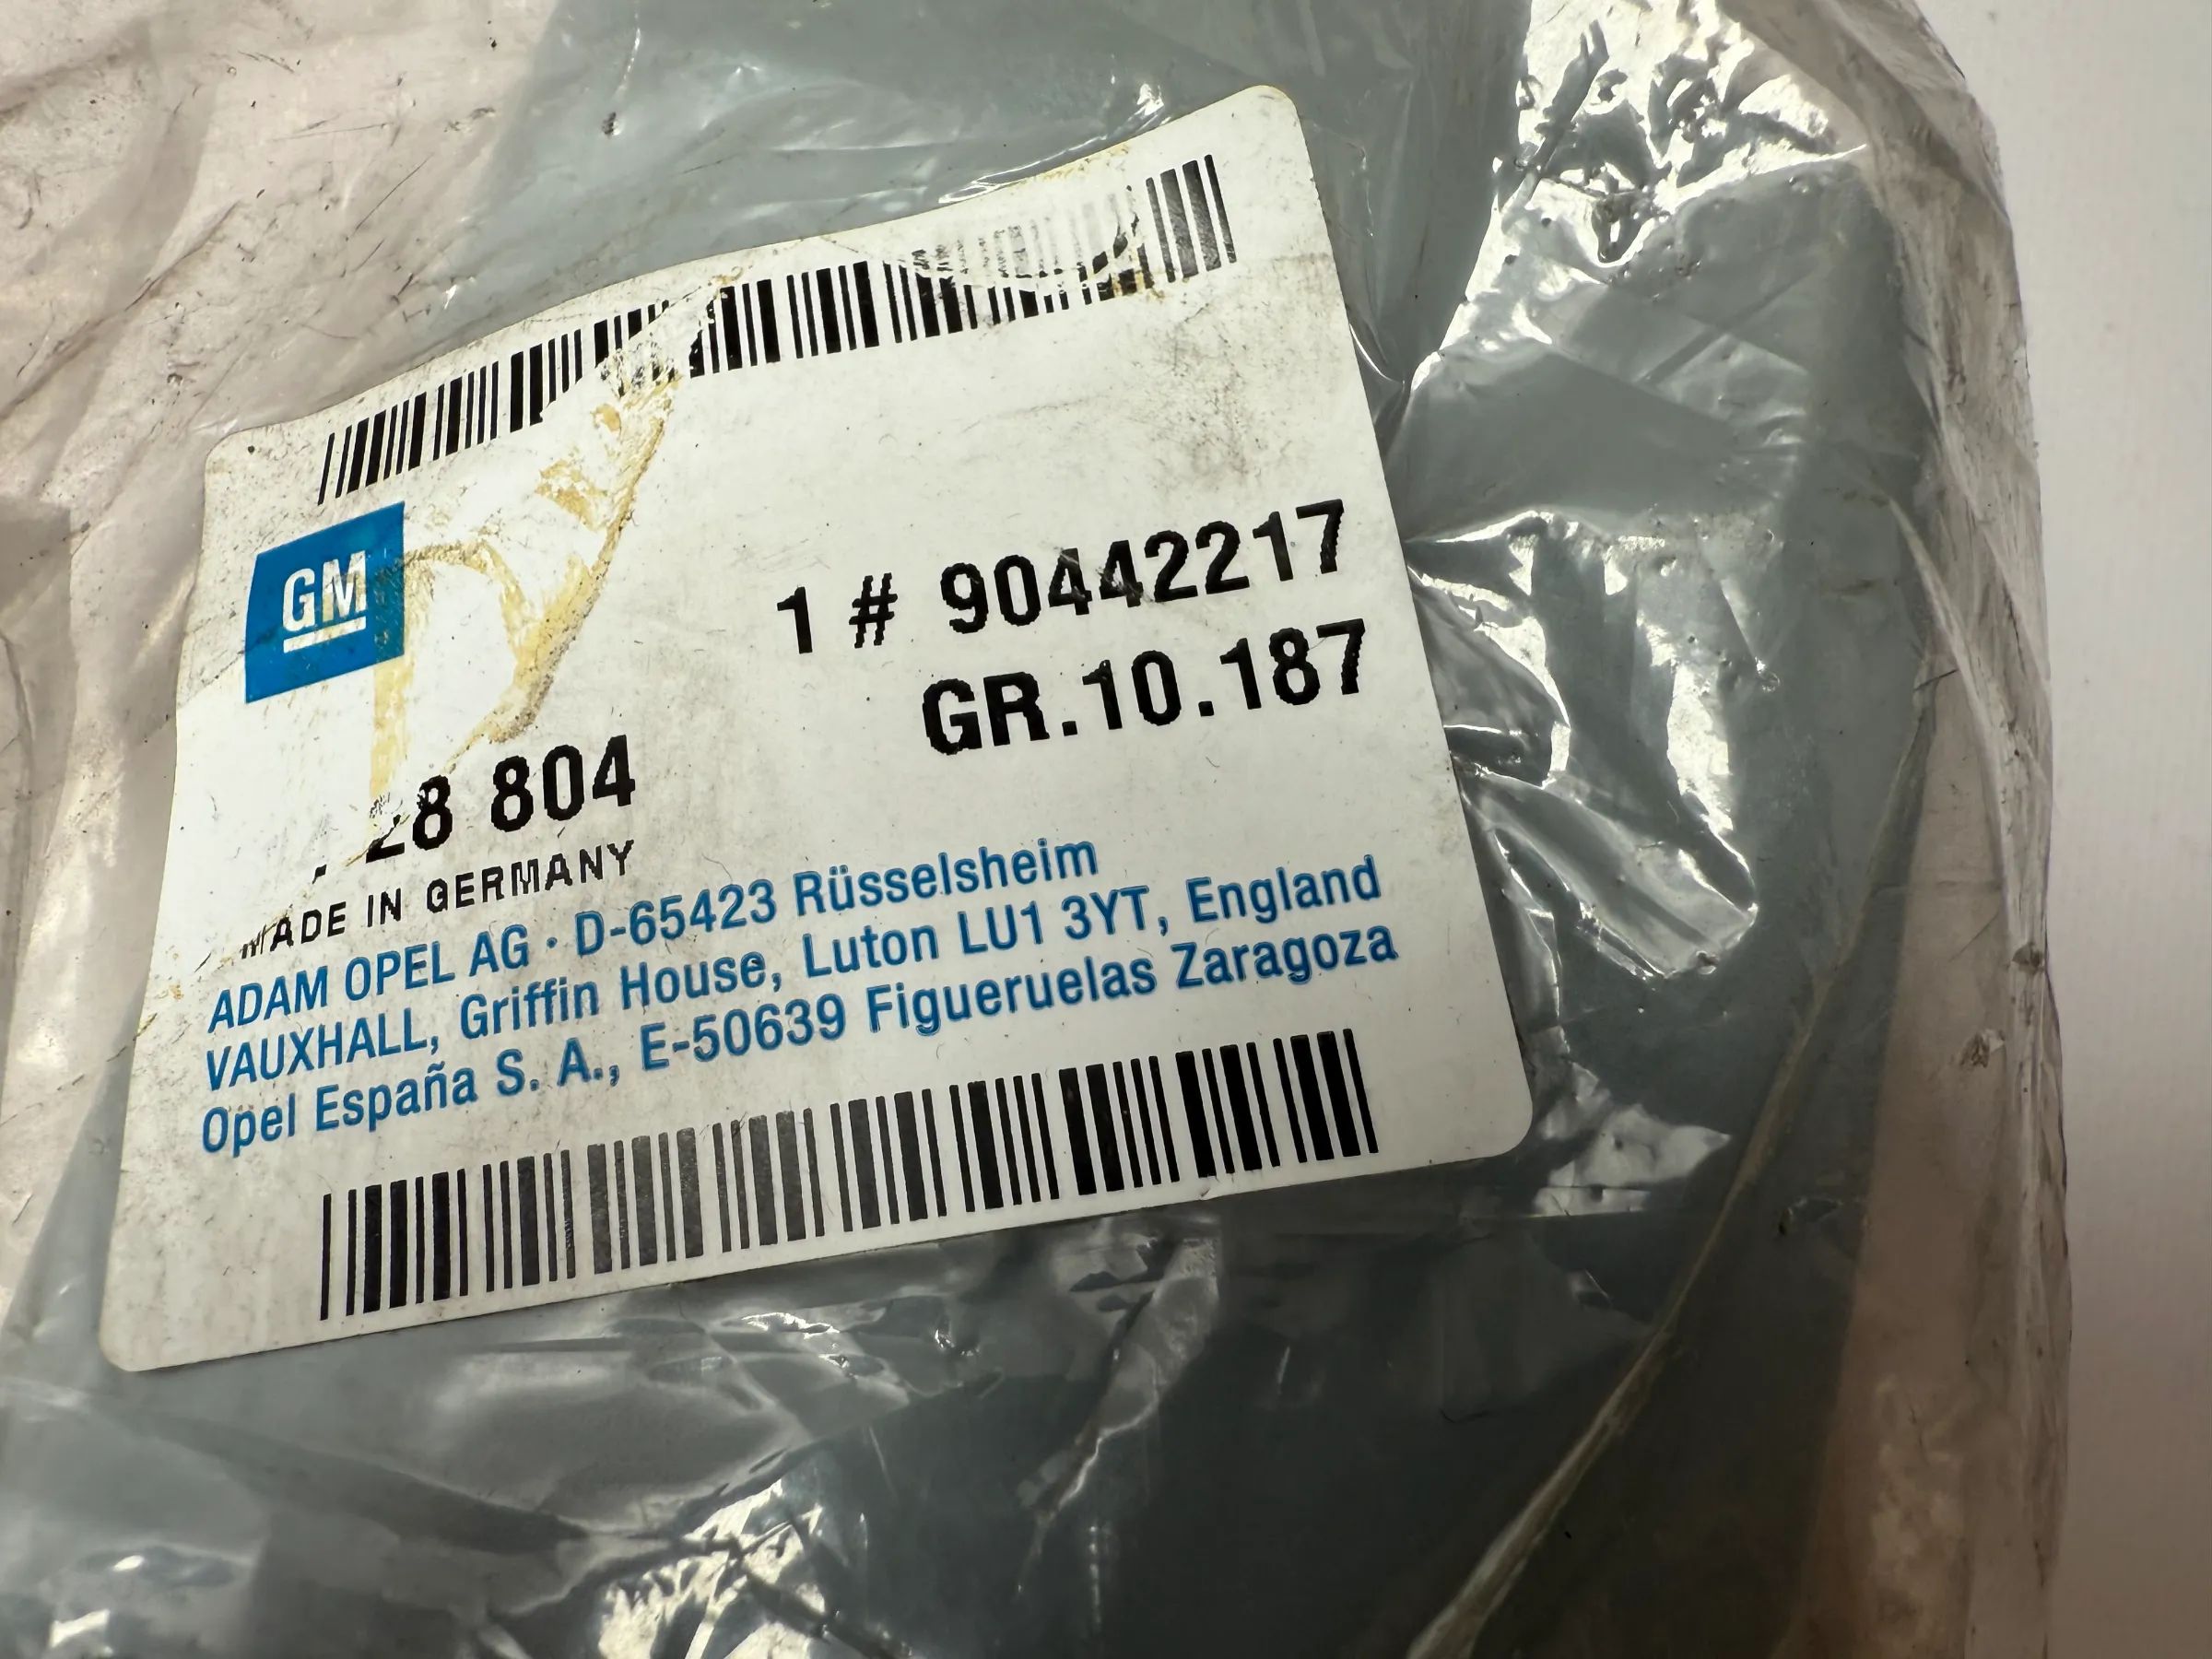 GM
1 # 90442217
GR.10.187
28 804
MADE IN GERMANY
ADAM OPEL AG · D-65423 Rüsselsheim
VAUXHALL, Griffin House, Luton LU1 3YT, England
Opel España S. A., E-50639 Figueruelas Zaragoza